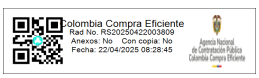 Colombia Compra Eficiente
Rad No. RS20250422003809
Anexos: No Con copia: No
Fecha: 22/04/2025 08:28:45
Agencia Nacional
de Contratación Pública
Colombia Compra Eficiente